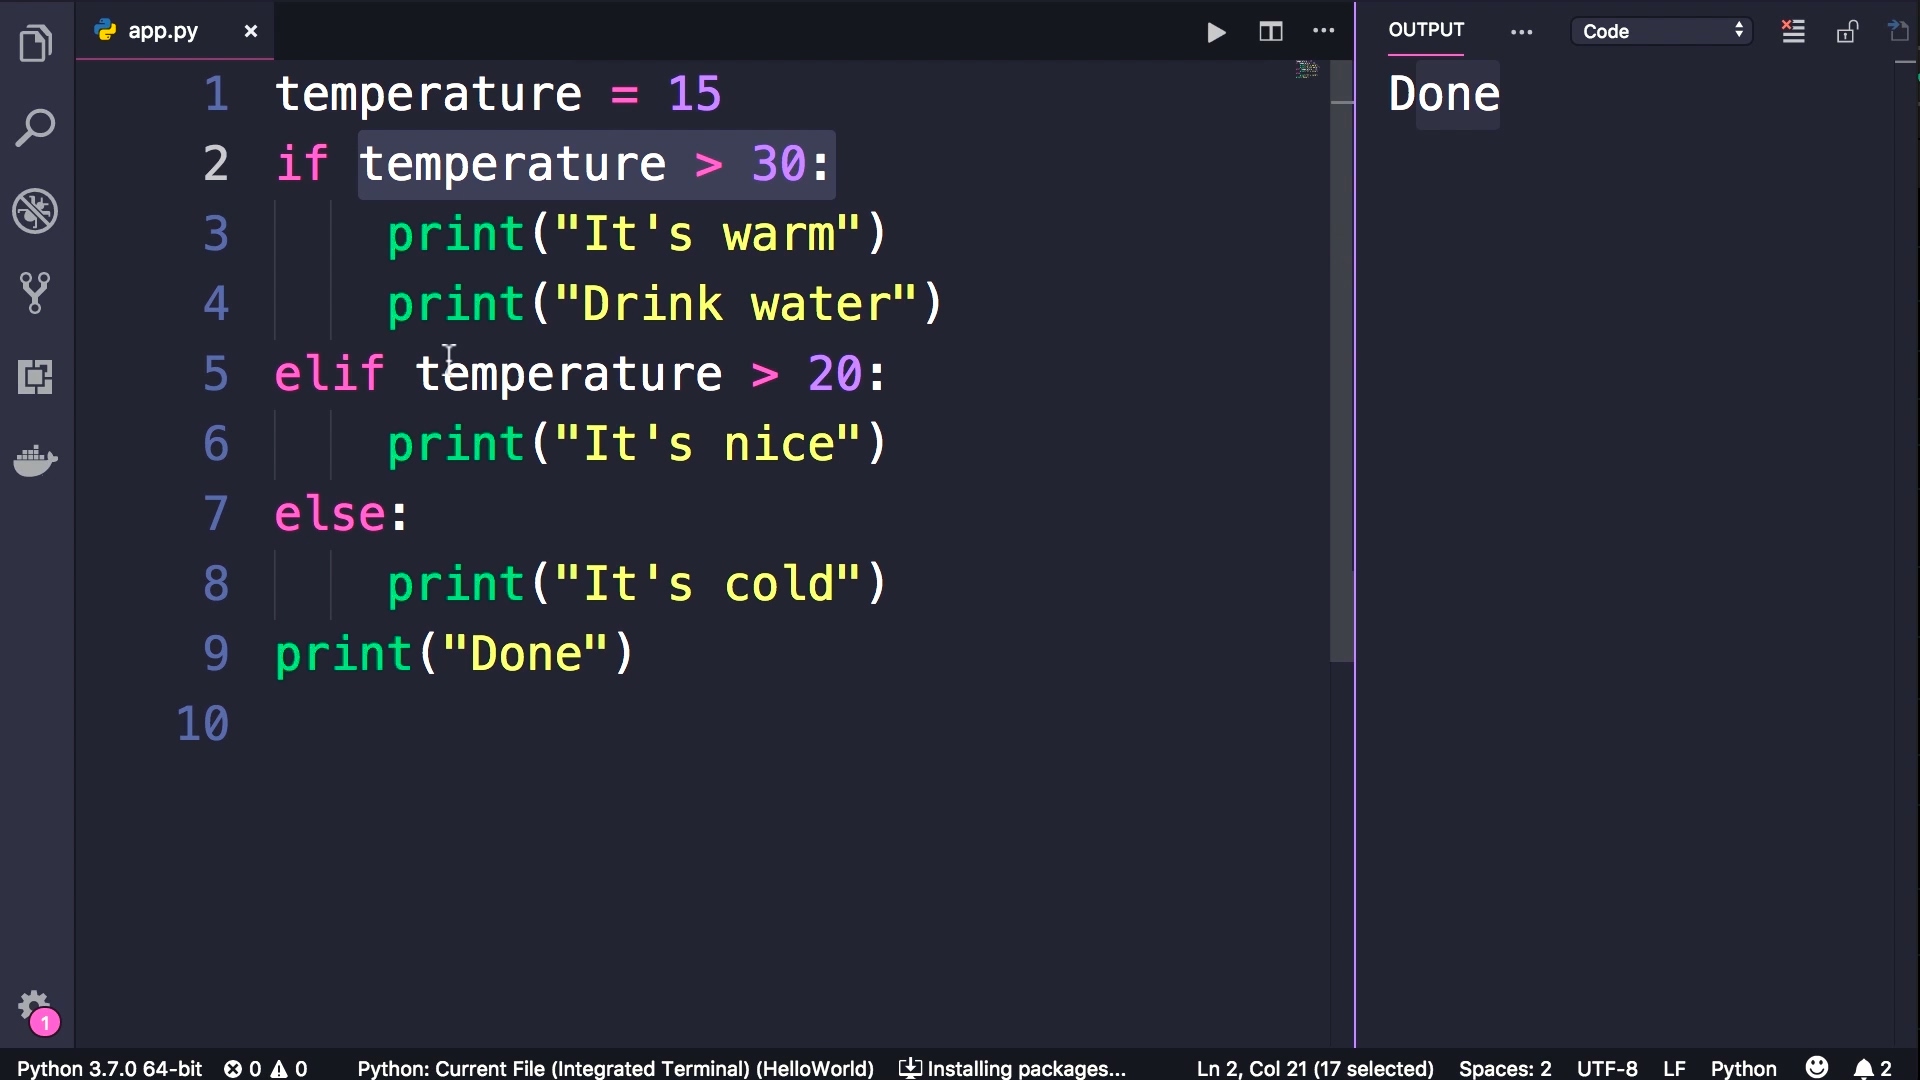 app.py
OUTPUT
Code
1 temperature = 15
2 if temperature > 30:
3 print("It's warm")
4 print("Drink water")
5 elif temperature > 20:
6 print("It's nice")
7 else:
8 print("It's cold")
9 print("Done")
10
Done
1
Python 3.7.0 64-bit 0 0 Python: Current File (Integrated Terminal) (HelloWorld) Installing packages... Ln 2, Col 21 (17 selected) Spaces: 2 UTF-8 LF Python 2